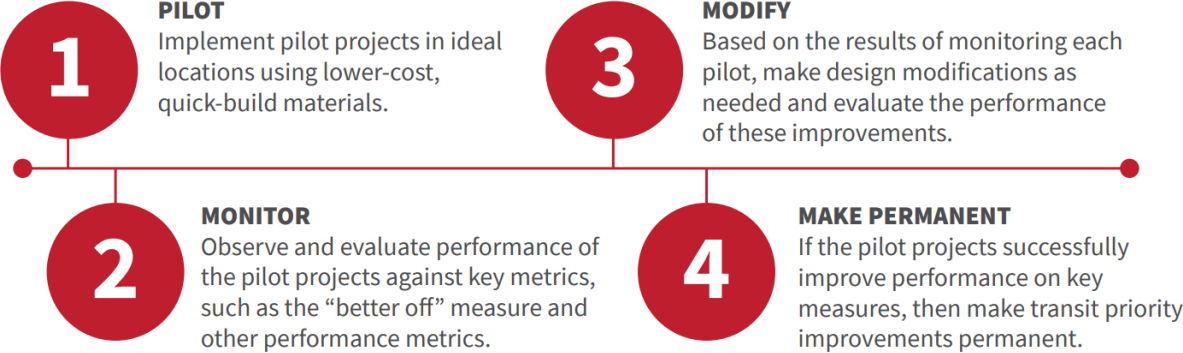 1
PILOT
Implement pilot projects in ideal
locations using lower-cost,
quick-build materials.
2
MONITOR
Observe and evaluate performance of
the pilot projects against key metrics,
such as the “better off” measure and
other performance metrics.
3
MODIFY
Based on the results of monitoring each
pilot, make design modifications as
needed and evaluate the performance
of these improvements.
4
MAKE PERMANENT
If the pilot projects successfully
improve performance on key
measures, then make transit priority
improvements permanent.